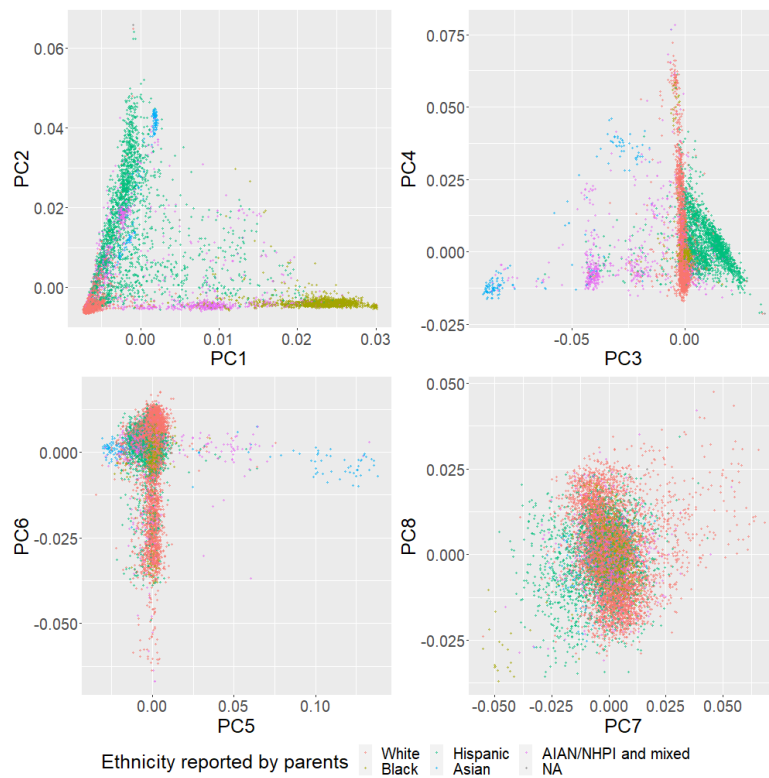 0.06
0.04
0.02
0.00
PC2
0.00
0.01
0.02
0.03
PC1
0.075
0.050
0.025
0.000
-0.025
PC4
-0.05
0.00
PC3
0.000
-0.025
-0.050
PC6
0.00
0.05
0.10
PC5
0.050
0.025
0.000
-0.025
PC8
-0.050
-0.025
0.000
0.025
0.050
PC7
Ethnicity reported by parents
White
Hispanic
AIAN/NHPI and mixed
Black
Asian
NA